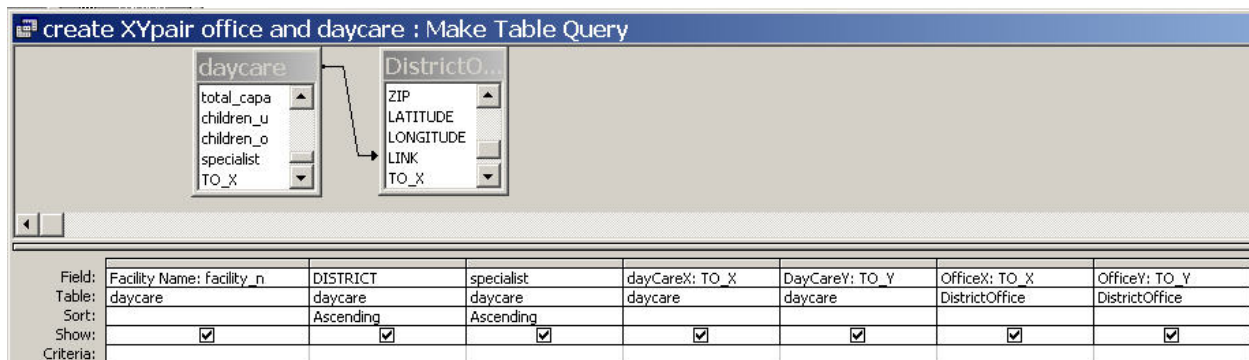 create XYpair office and daycare : Make Table Query
daycare
total_capa
children_u
children_o
specialist
TO_X
DistrictO...
ZIP
LATITUDE
LONGITUDE
LINK
TO_X
Field: Facility Name: facility_n DISTRICT specialist dayCareX: TO_X DayCareY: TO_Y OfficeX: TO_X OfficeY: TO_Y
Table: daycare daycare daycare daycare daycare DistrictOffice DistrictOffice
Sort: Ascending Ascending
Show:
Criteria: